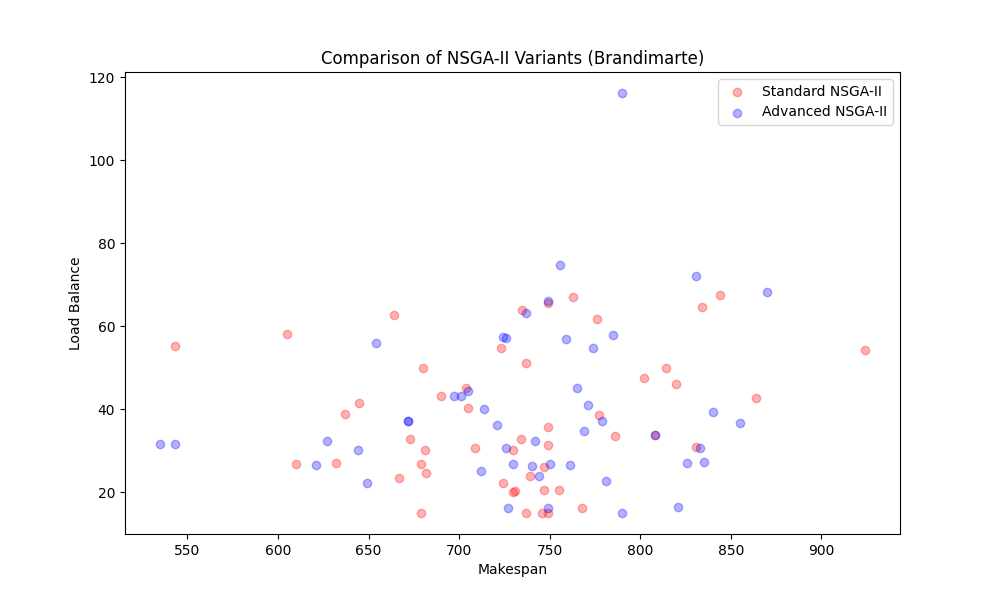 Comparison of NSGA-II Variants (Brandimarte)
Standard NSGA-II
Advanced NSGA-II
Load Balance
120
100
80
60
40
20
550 600 650 700 750 800 850 900
Makespan